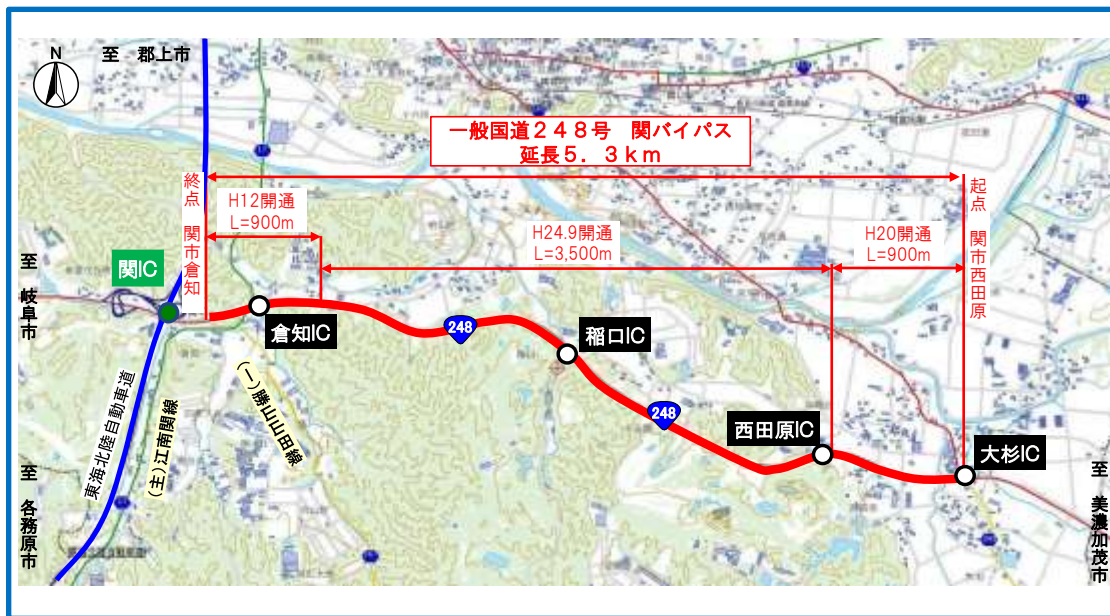 N
至 郡上市
一般国道248号 関バイパス
延長5.3km
終点 関市倉知
起点 関市西田原
H12開通
L=900m
H24.9開通
L=3,500m
H20開通
L=900m
至 岐阜市
関IC
倉知IC
248
稲口IC
248
西田原IC
大杉IC
東海北陸自動車道
(主)江南関線
(一)勝山山田線
至 各務原市
至 美濃加茂市